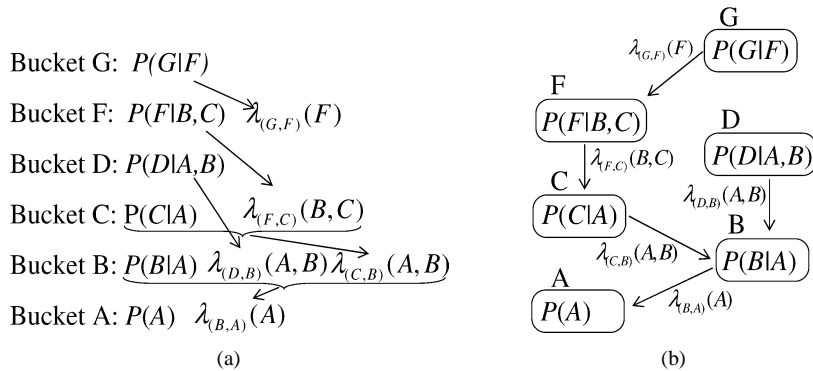 Bucket G: P(G|F)
Bucket F: P(F|B,C) λ(G,F)(F)
Bucket D: P(D|A,B)
Bucket C: P(C|A) λ(F,C)(B,C)
Bucket B: P(B|A) λ(D,B)(A,B) λ(C,B)(A,B)
Bucket A: P(A) λ(B,A)(A)
(a)
G
P(G|F)
λ(G,F)(F)
F
P(F|B,C)
D
P(D|A,B)
λ(F,C)(B,C)
C
P(C|A)
λ(D,B)(A,B)
B
P(B|A)
λ(C,B)(A,B)
A
P(A)
λ(B,A)(A)
(b)